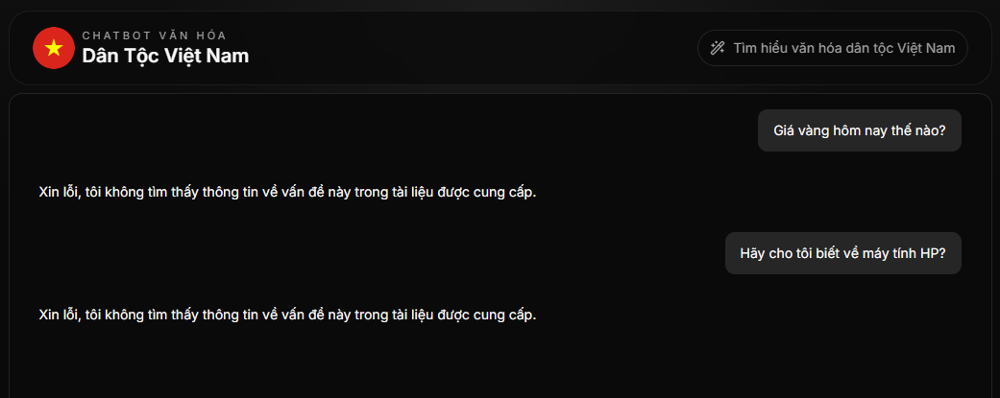 CHATBOT VĂN HÓA
Dân Tộc Việt Nam
Tìm hiểu văn hóa dân tộc Việt Nam
Giá vàng hôm nay thế nào?
Xin lỗi, tôi không tìm thấy thông tin về vấn đề này trong tài liệu được cung cấp.
Hãy cho tôi biết về máy tính HP?
Xin lỗi, tôi không tìm thấy thông tin về vấn đề này trong tài liệu được cung cấp.